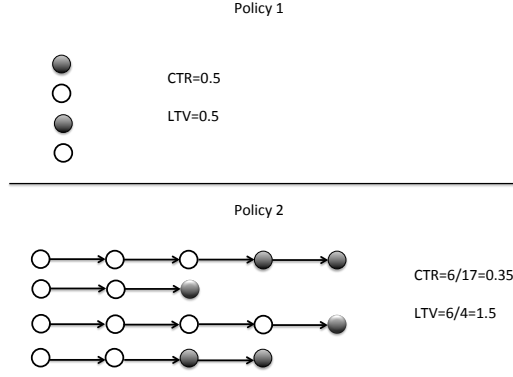 Policy 1
CTR=0.5
LTV=0.5
Policy 2
CTR=6/17=0.35
LTV=6/4=1.5